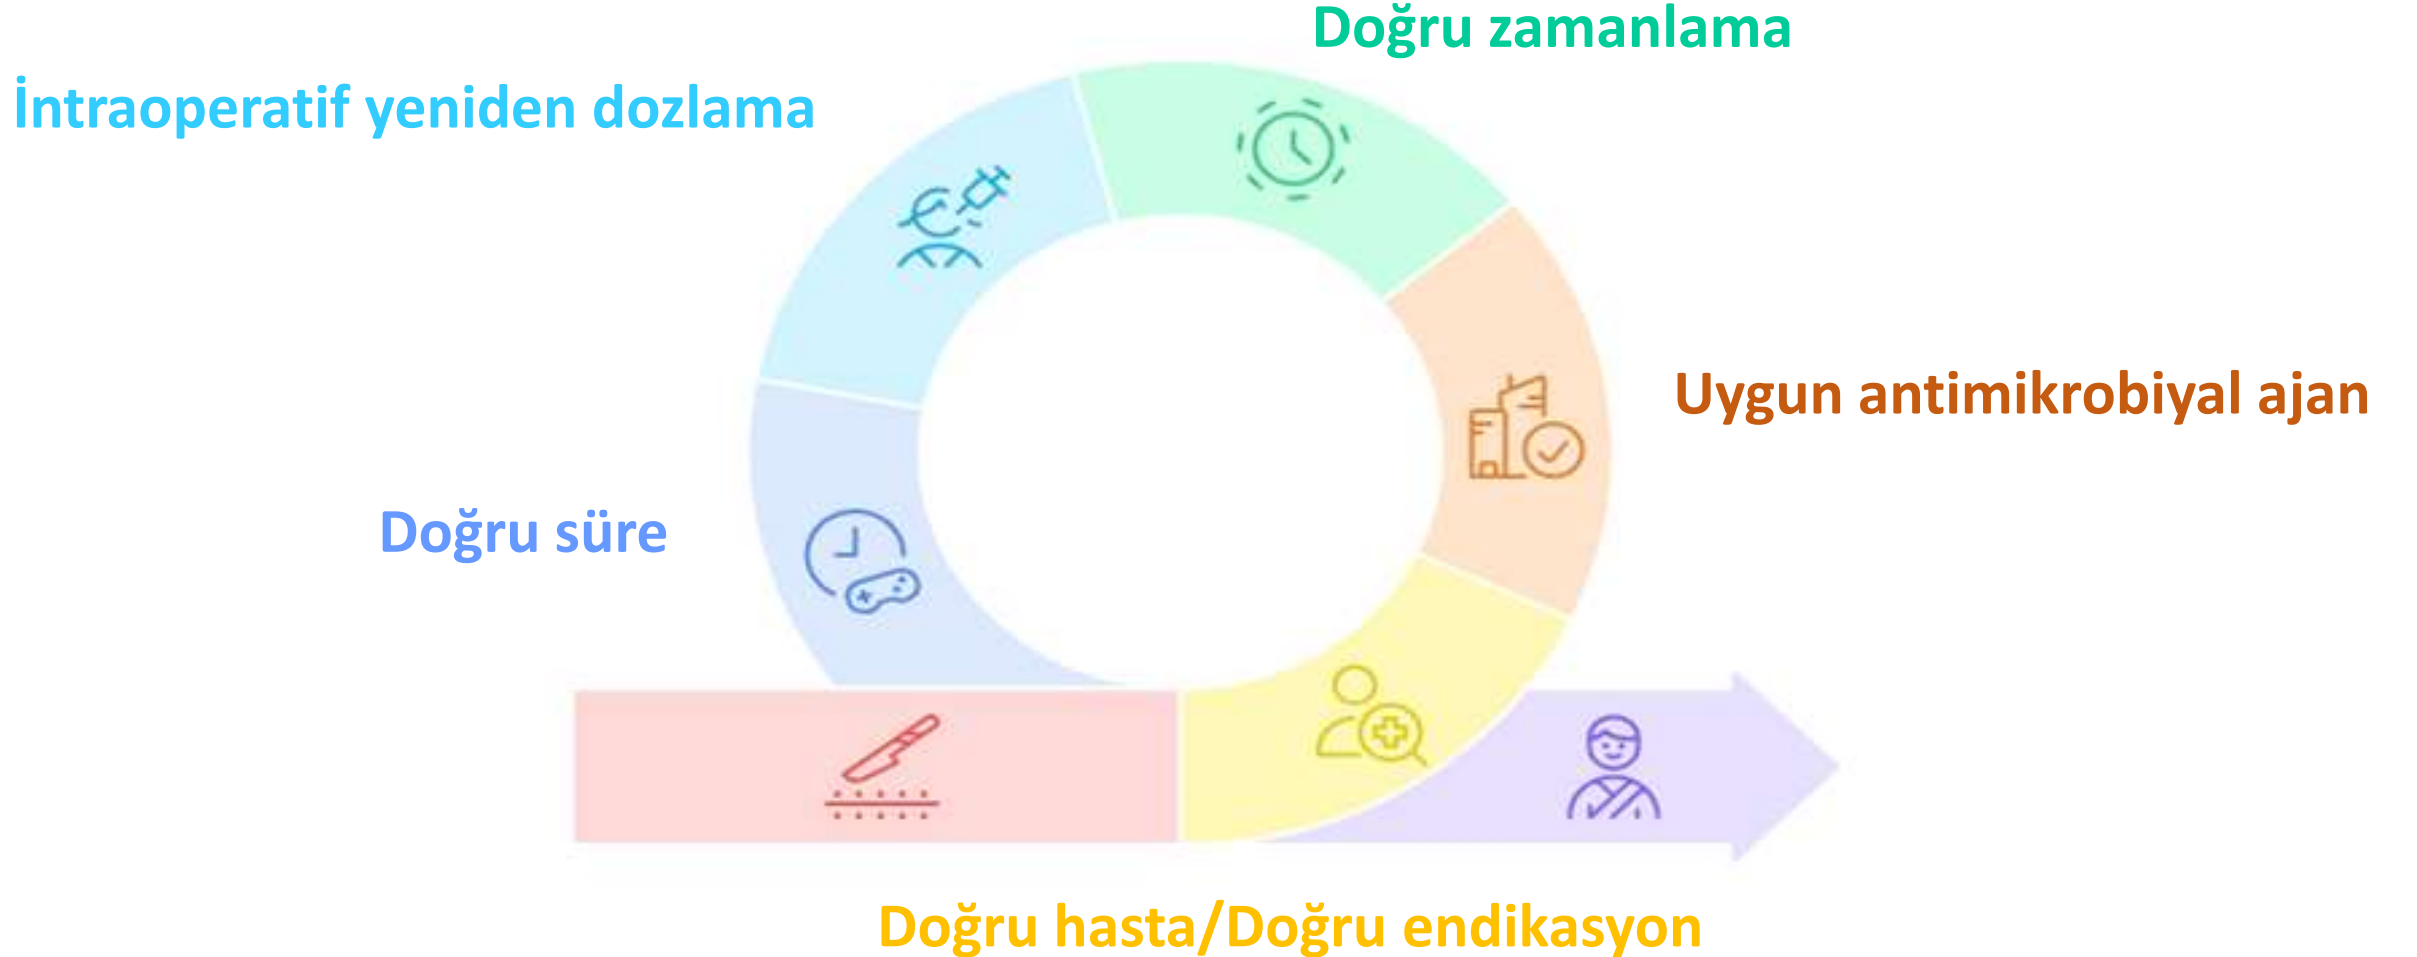 Doğru zamanlama
İntraoperatif yeniden dozlama
Uygun antimikrobiyal ajan
Doğru süre
Doğru hasta/Doğru endikasyon